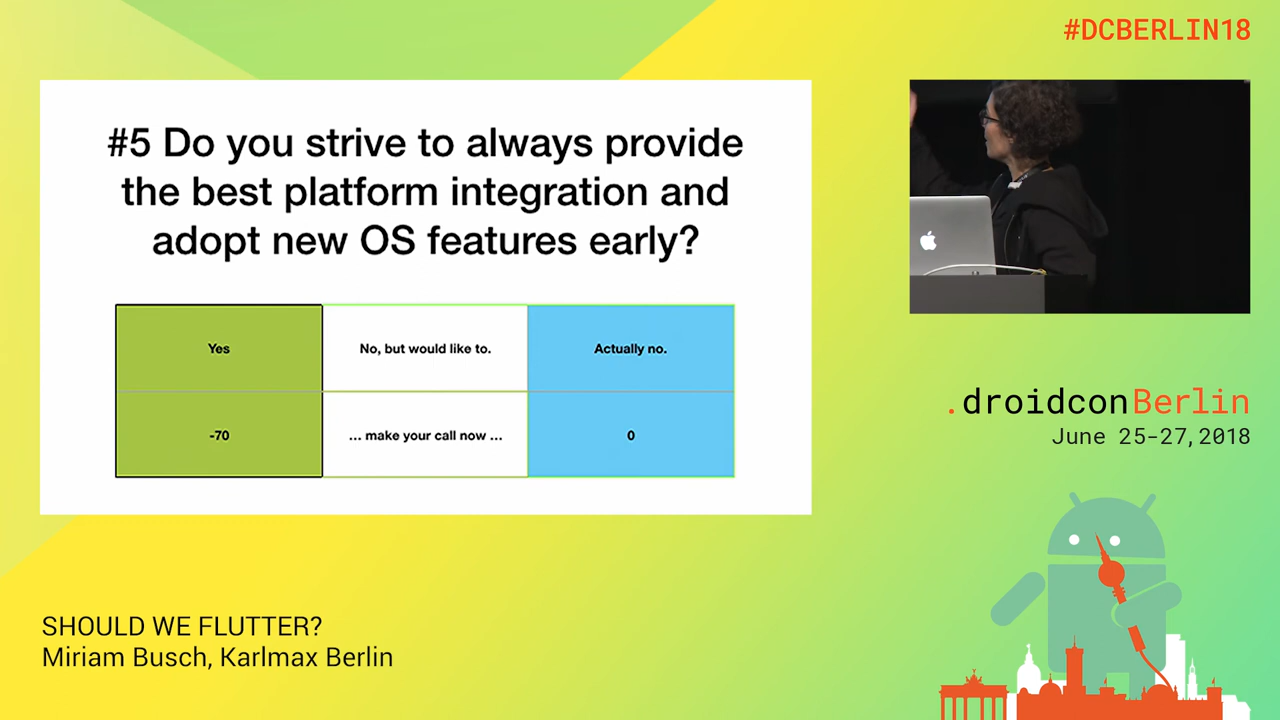 #DCBERLIN18
#5 Do you strive to always provide
the best platform integration and
adopt new OS features early?
Yes
No, but would like to.
Actually no.
-70
... make your call now ...
0
.droidconBerlin
June 25-27,2018
SHOULD WE FLUTTER?
Miriam Busch, Karlmax Berlin